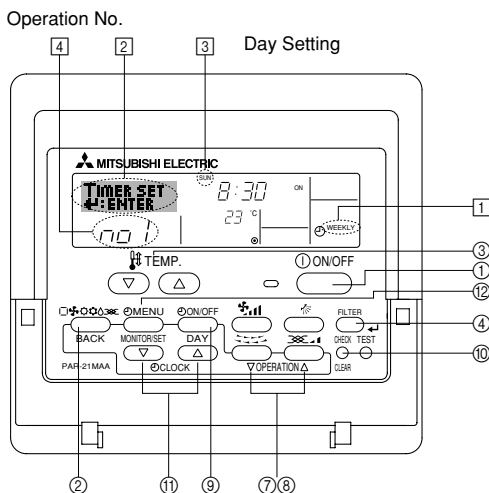 Operation No.
4 2 3 Day Setting
MITSUBISHI ELECTRIC
SUN
TIMER SET
↵:ENTER
8:30
ON
23 °C
WEEKLY
no 1
1
TEMP.
ON/OFF
③
①
⑫
MENU
ON/OFF
FILTER
④
BACK
MONITOR/SET
DAY
CHECK
TEST
⑩
PAR-21MAA
CLOCK
▽OPERATION△
CLEAR
②
⑪
⑨
⑦⑧